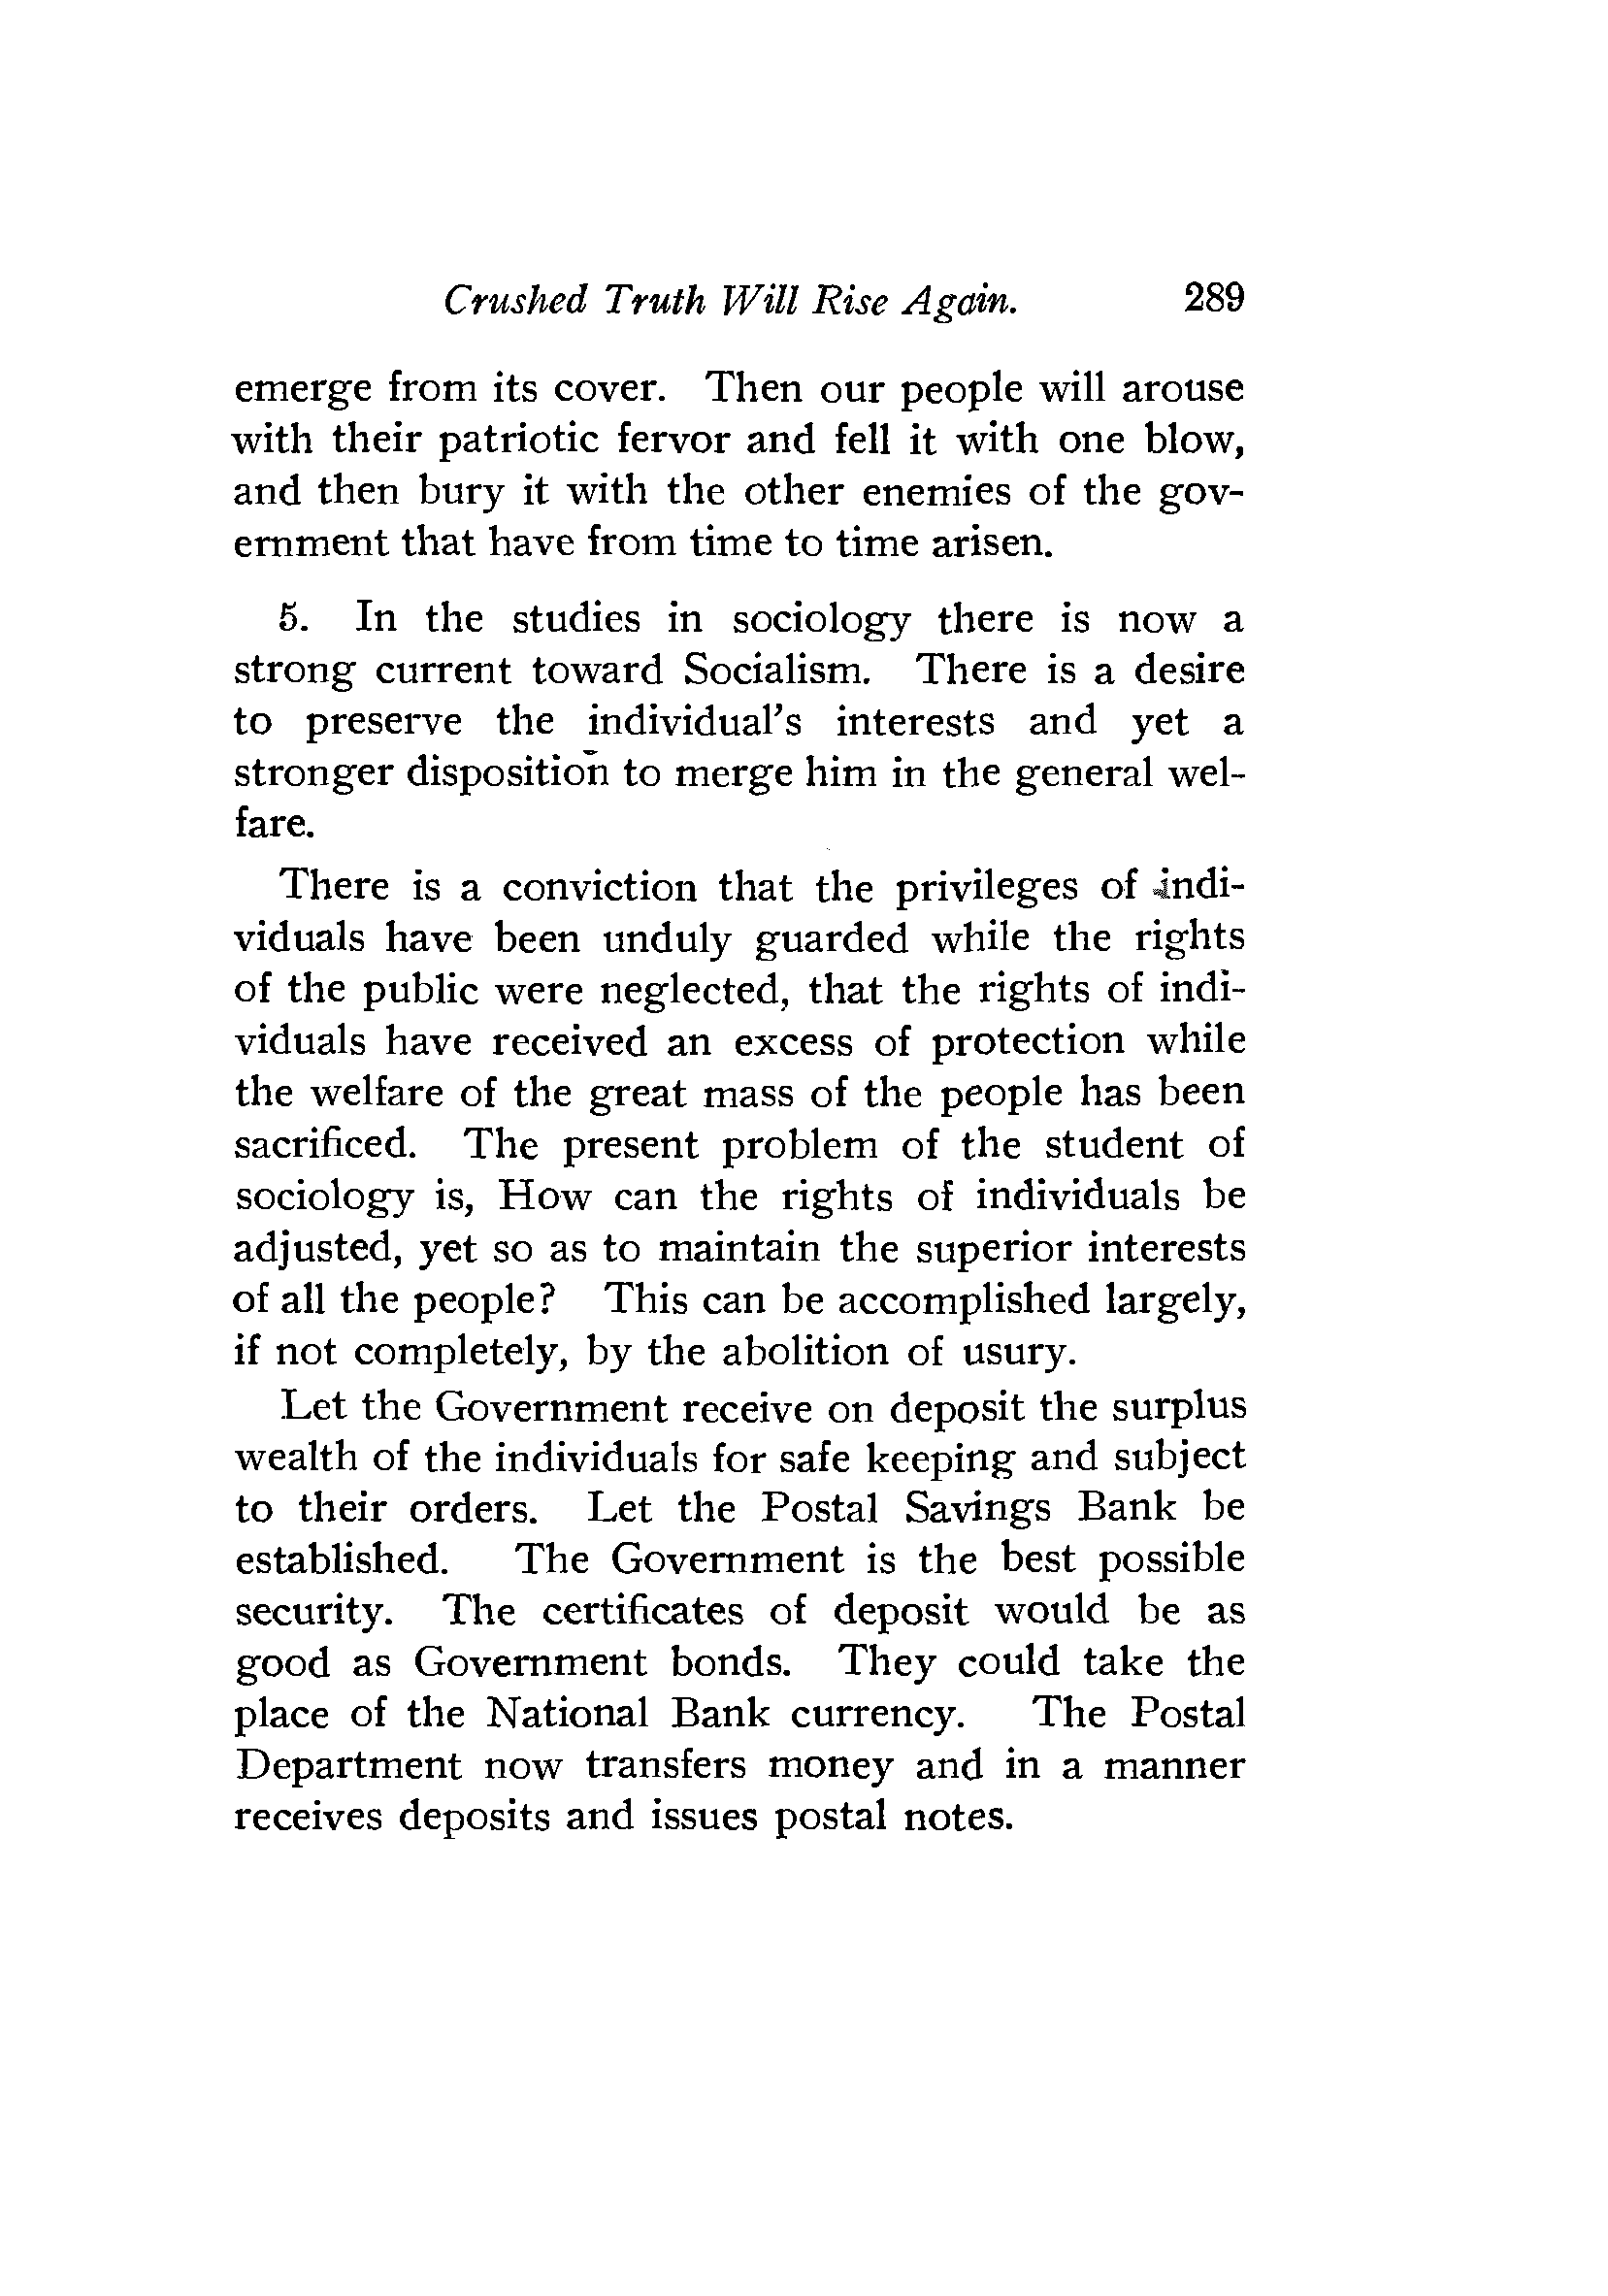 Crushed Truth Will Rise Again. 289
emerge from its cover. Then our people will arouse
with their patriotic fervor and fell it with one blow,
and then bury it with the other enemies of the gov-
ernment that have from time to time arisen.
5. In the studies in sociology there is now a
strong current toward Socialism. There is a desire
to preserve the individual's interests and yet a
stronger disposition to merge him in the general wel-
fare.
There is a conviction that the privileges of indi-
viduals have been unduly guarded while the rights
of the public were neglected, that the rights of indi-
viduals have received an excess of protection while
the welfare of the great mass of the people has been
sacrificed. The present problem of the student of
sociology is, How can the rights of individuals be
adjusted, yet so as to maintain the superior interests
of all the people? This can be accomplished largely,
if not completely, by the abolition of usury.
Let the Government receive on deposit the surplus
wealth of the individuals for safe keeping and subject
to their orders. Let the Postal Savings Bank be
established. The Government is the best possible
security. The certificates of deposit would be as
good as Government bonds. They could take the
place of the National Bank currency. The Postal
Department now transfers money and in a manner
receives deposits and issues postal notes.